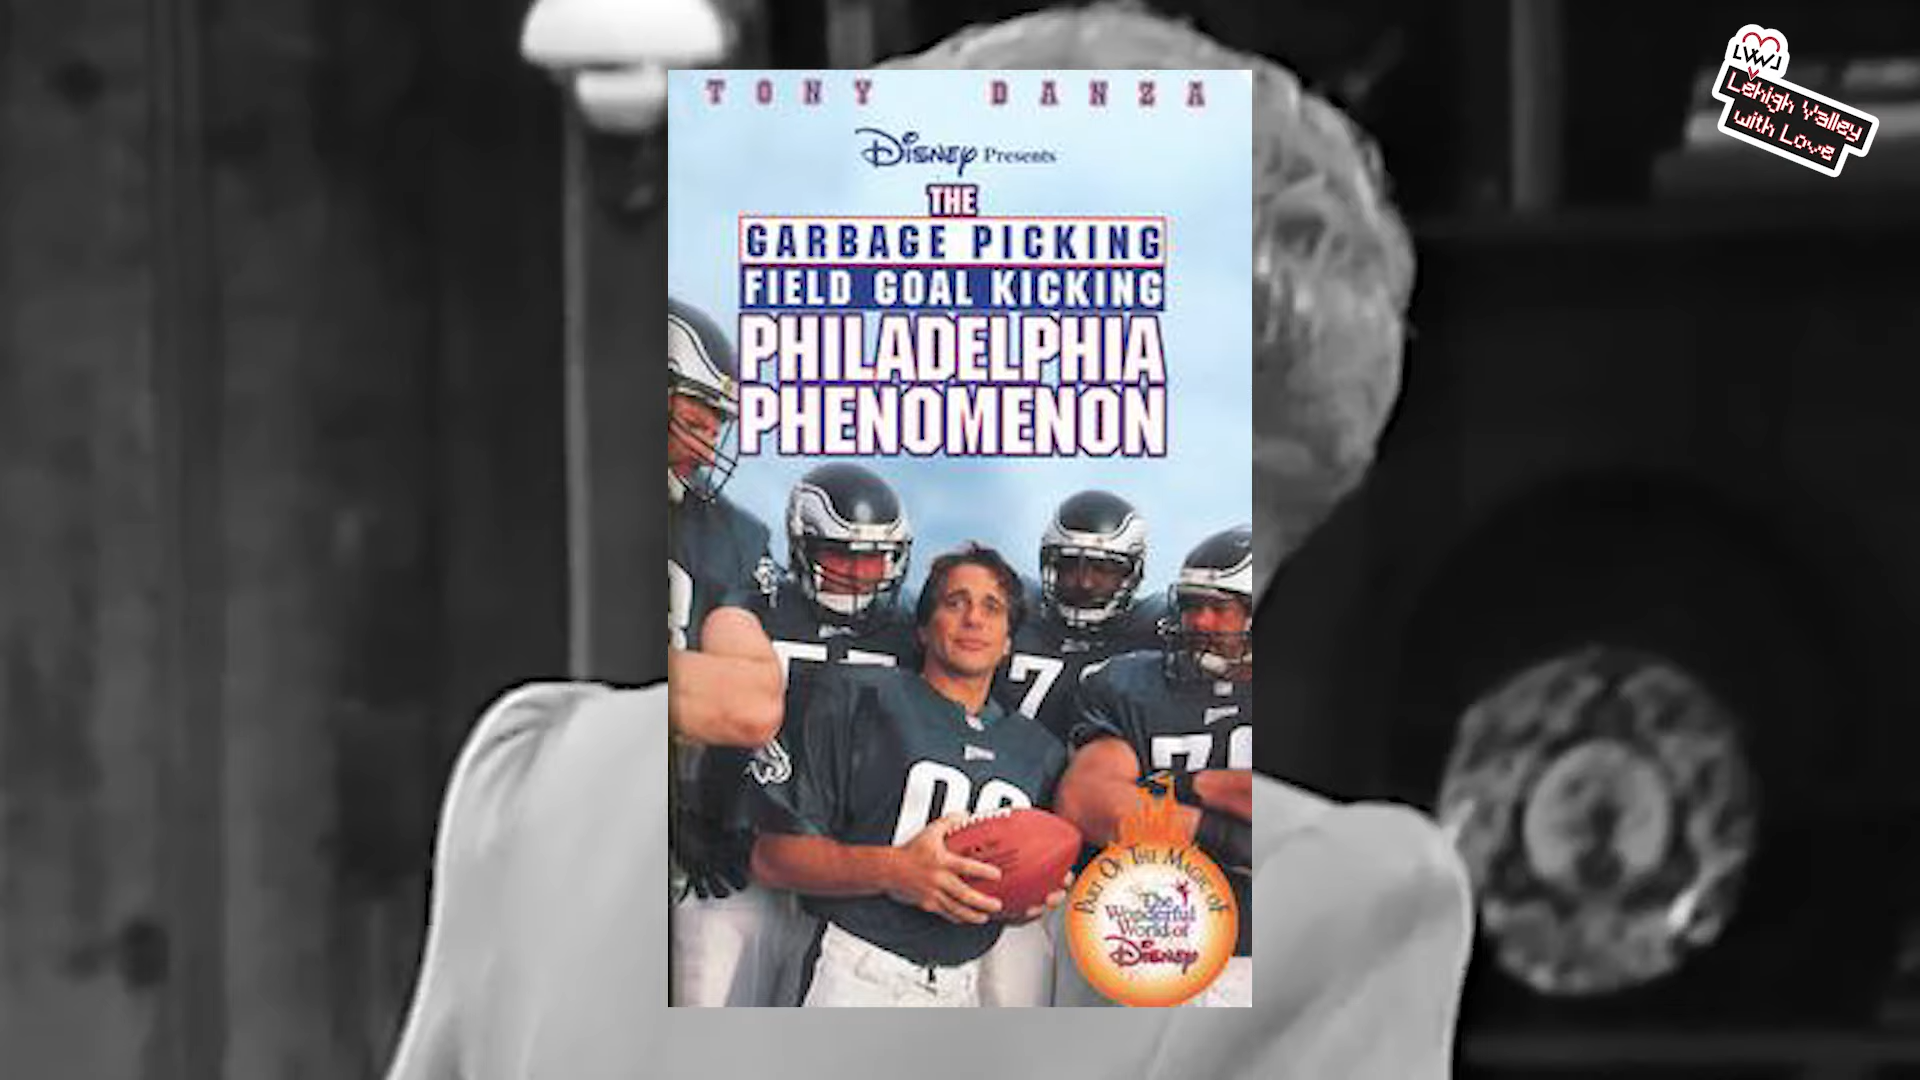 TONY DANZA
DISNEY Presents
THE
GARBAGE PICKING
FIELD GOAL KICKING
PHILADELPHIA
PHENOMENON
PART OF THE MAGIC OF
The
Wonderful
World of
Disney
LVWL
Lehigh Valley
with Love